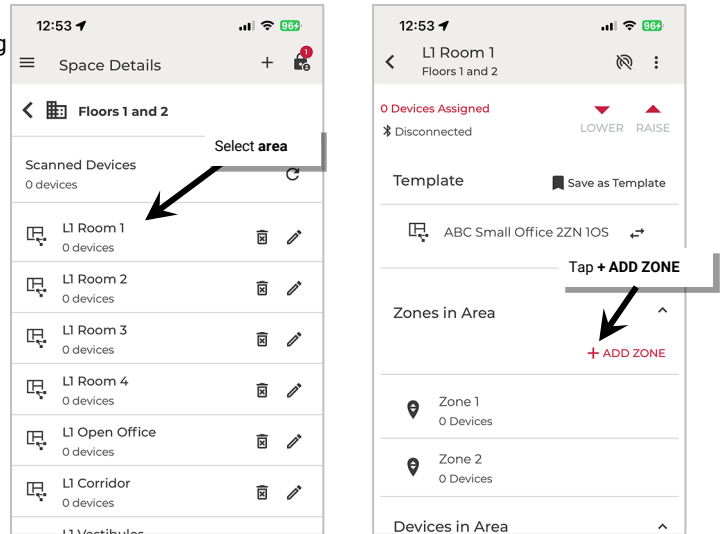 g
12:53
96
Space Details
1
Floors 1 and 2
Select area
Scanned Devices
0 devices
L1 Room 1
0 devices
L1 Room 2
0 devices
L1 Room 3
0 devices
L1 Room 4
0 devices
L1 Open Office
0 devices
L1 Corridor
0 devices
L1 Vestibules
12:53
96
L1 Room 1
Floors 1 and 2
0 Devices Assigned
Disconnected
LOWER RAISE
Template
Save as Template
ABC Small Office 2ZN 1OS
Tap + ADD ZONE
Zones in Area
+ ADD ZONE
Zone 1
0 Devices
Zone 2
0 Devices
Devices in Area